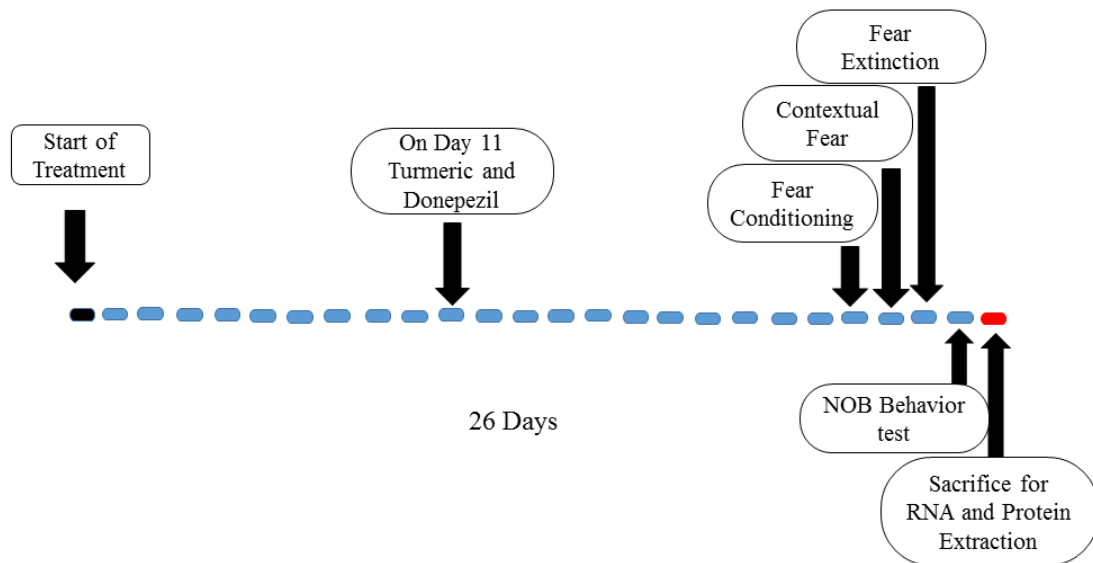 Fear
Extinction
Contextual
Fear
Start of
Treatment
On Day 11
Turmeric and
Donepezil
Fear
Conditioning
26 Days
NOB Behavior
test
Sacrifice for
RNA and Protein
Extraction